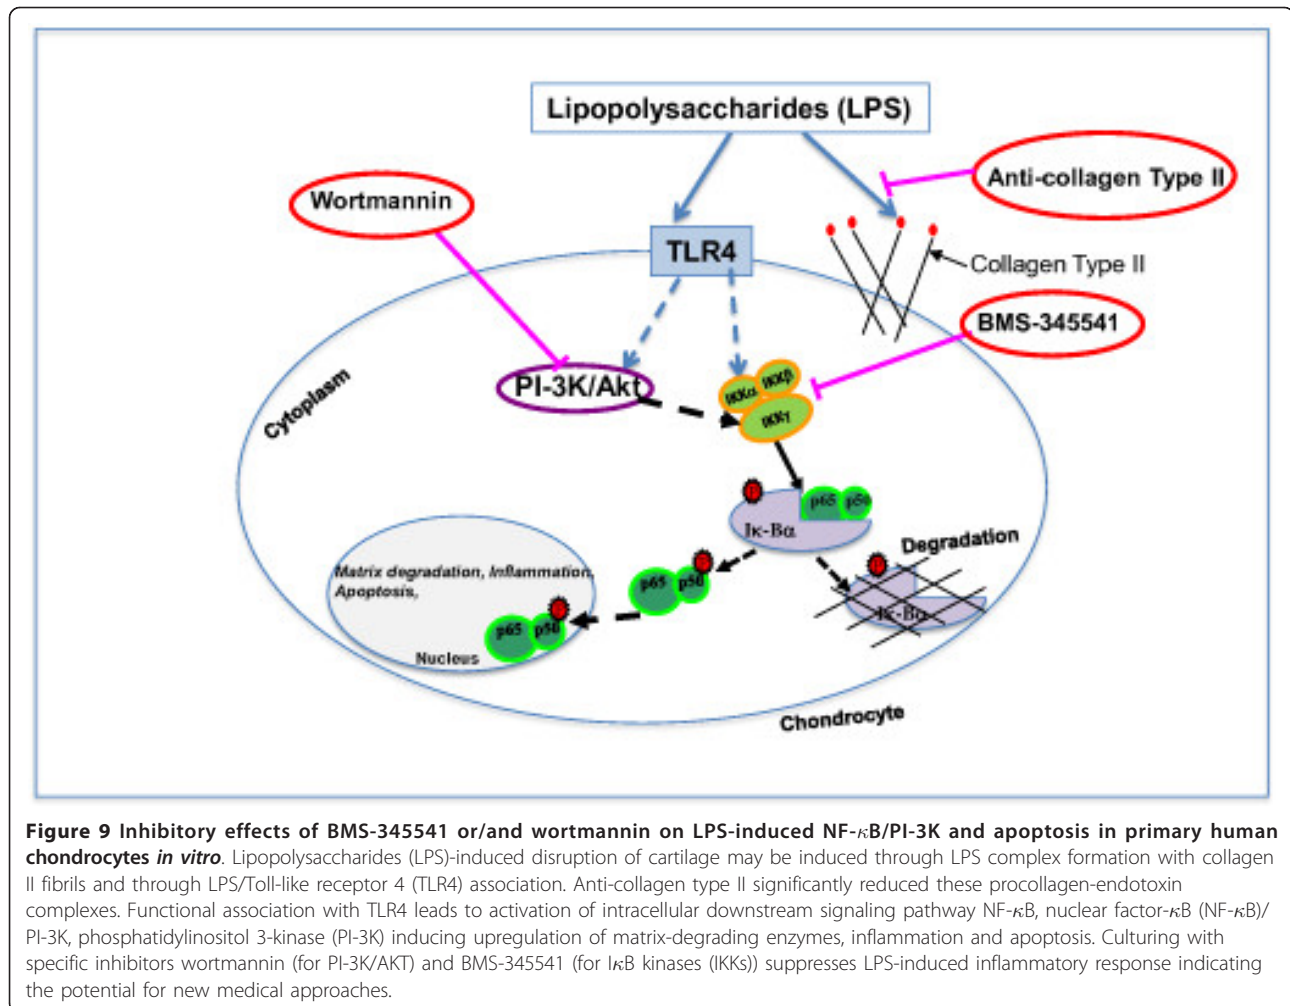 Lipopolysaccharides (LPS)
Anti-collagen Type II
Wortmannin
TLR4
Collagen Type II
BMS-345541
Cytoplasm
PI-3K/Akt
IKKα
IKKβ
IKKγ
P
p65
p50
Iκ-Bα
Degradation
P
Iκ-Bα
P
p65
p50
Matrix degradation, Inflammation,
Apoptosis,
P
p65
p50
Nucleus
Chondrocyte
Figure 9 Inhibitory effects of BMS-345541 or/and wortmannin on LPS-induced NF-κB/PI-3K and apoptosis in primary human
chondrocytes in vitro. Lipopolysaccharides (LPS)-induced disruption of cartilage may be induced through LPS complex formation with collagen
II fibrils and through LPS/Toll-like receptor 4 (TLR4) association. Anti-collagen type II significantly reduced these procollagen-endotoxin
complexes. Functional association with TLR4 leads to activation of intracellular downstream signaling pathway NF-κB, nuclear factor-κB (NF-κB)/
PI-3K, phosphatidylinositol 3-kinase (PI-3K) inducing upregulation of matrix-degrading enzymes, inflammation and apoptosis. Culturing with
specific inhibitors wortmannin (for PI-3K/AKT) and BMS-345541 (for IκB kinases (IKKs)) suppresses LPS-induced inflammatory response indicating
the potential for new medical approaches.